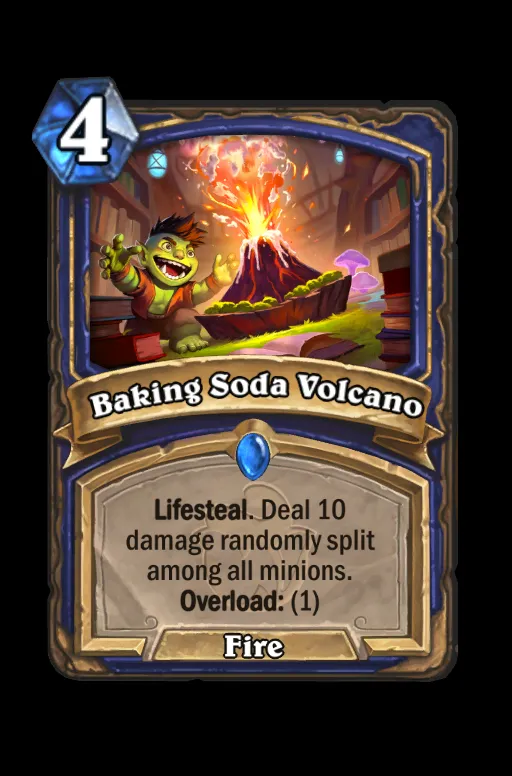 4
Baking Soda Volcano
Lifesteal. Deal 10
damage randomly split
among all minions.
Overload: (1)
Fire